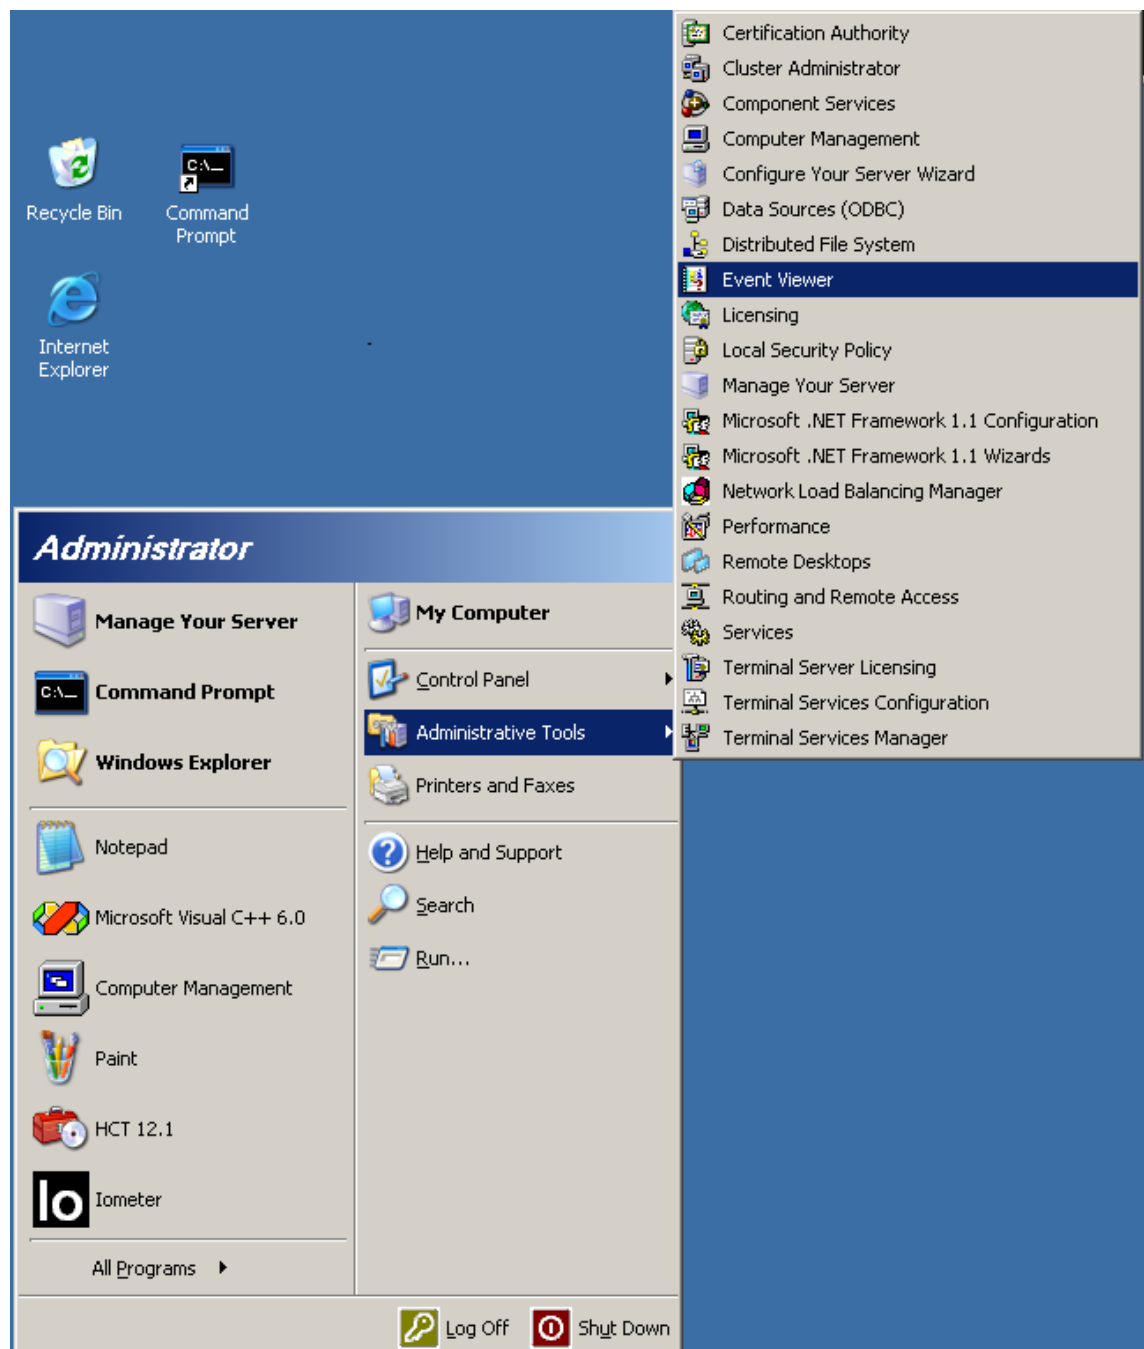 Recycle Bin
Command
Prompt
Internet
Explorer
Certification Authority
Cluster Administrator
Component Services
Computer Management
Configure Your Server Wizard
Data Sources (ODBC)
Distributed File System
Event Viewer
Licensing
Local Security Policy
Manage Your Server
Microsoft .NET Framework 1.1 Configuration
Microsoft .NET Framework 1.1 Wizards
Network Load Balancing Manager
Performance
Remote Desktops
Routing and Remote Access
Services
Terminal Server Licensing
Terminal Services Configuration
Terminal Services Manager
Administrator
Manage Your Server
Command Prompt
Windows Explorer
Notepad
Microsoft Visual C++ 6.0
Computer Management
Paint
HCT 12.1
Iometer
All Programs
My Computer
Control Panel
Administrative Tools
Printers and Faxes
Help and Support
Search
Run...
Log Off
Shut Down
C:\_
C:\_
Io